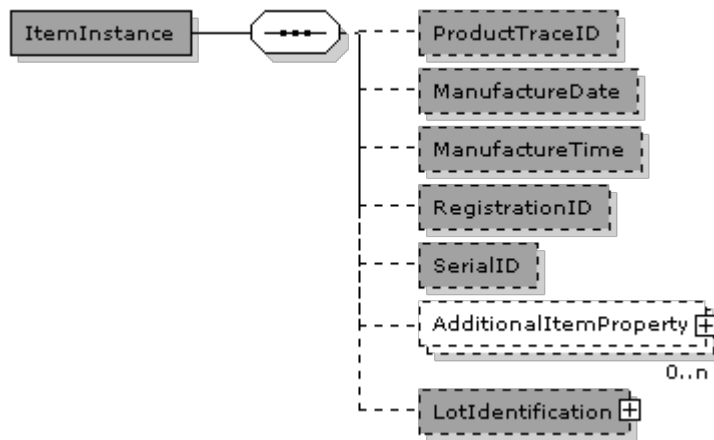 ItemInstance
ProductTraceID
ManufactureDate
ManufactureTime
RegistrationID
SerialID
AdditionalItemProperty
0..n
LotIdentification